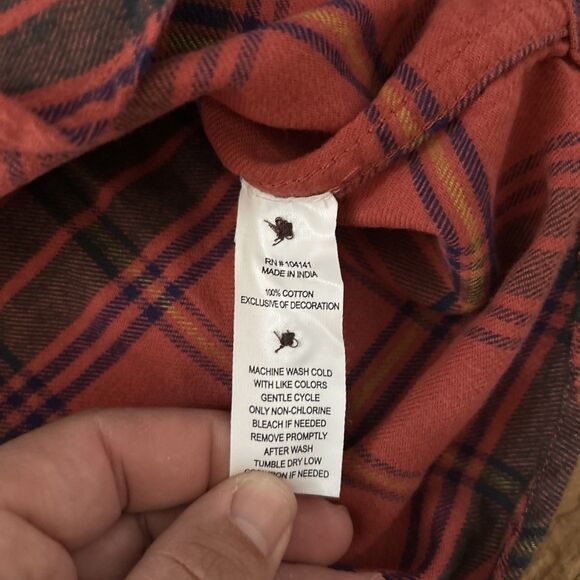 RN # 104141
MADE IN INDIA
100% COTTON
EXCLUSIVE OF DECORATION
MACHINE WASH COLD
WITH LIKE COLORS
GENTLE CYCLE
ONLY NON-CHLORINE
BLEACH IF NEEDED
REMOVE PROMPTLY
AFTER WASH
TUMBLE DRY LOW
IF NEEDED